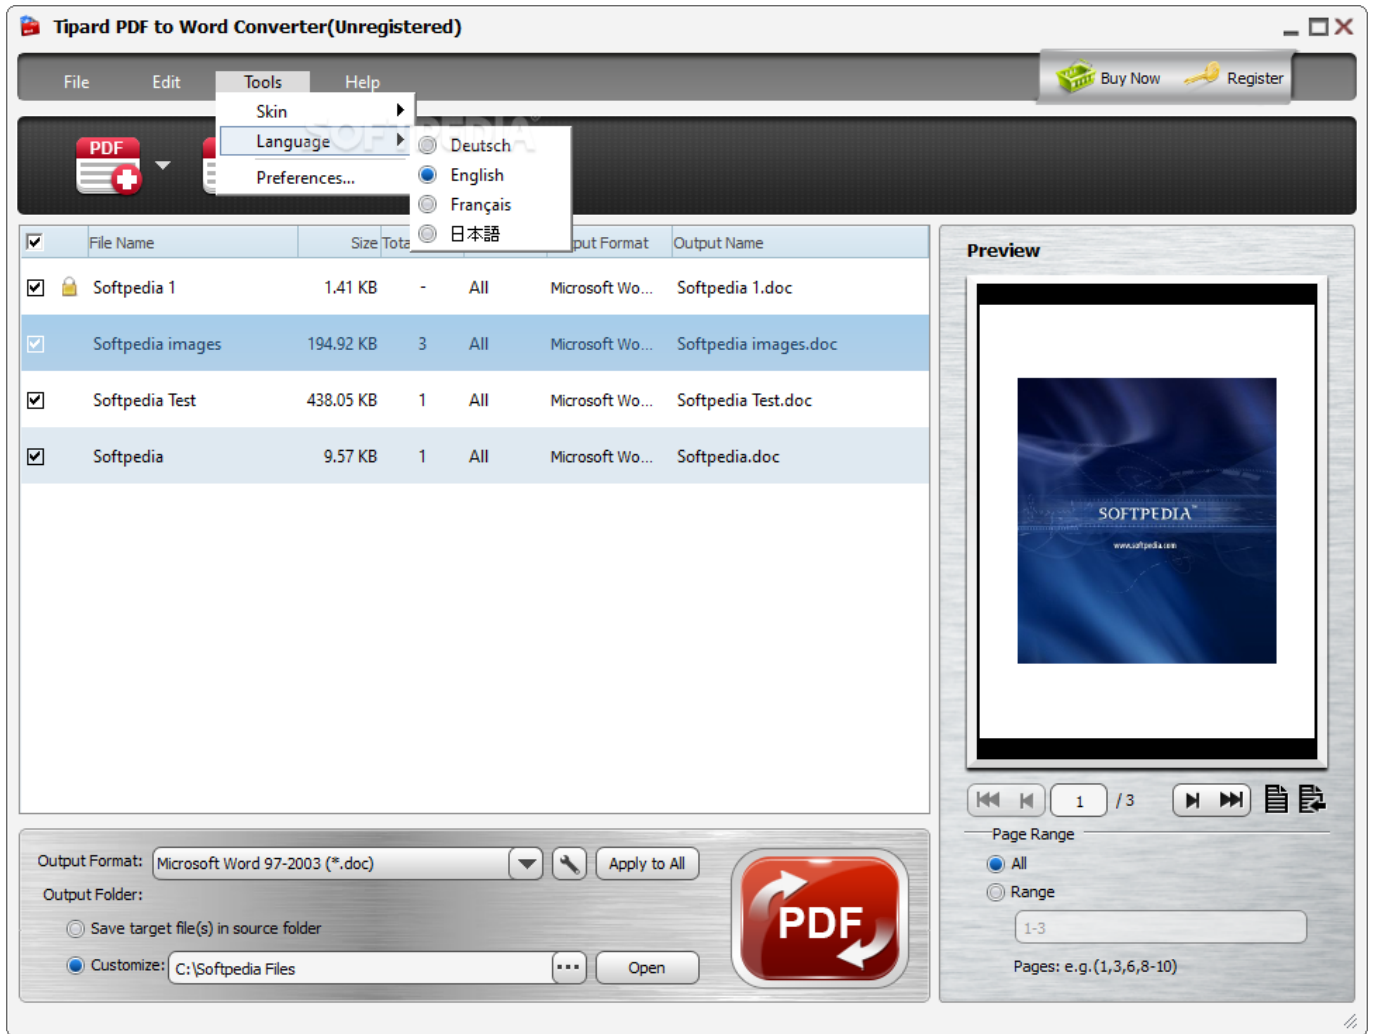 Tipard PDF to Word Converter(Unregistered)
File Edit Tools Help
Buy Now Register
Skin
Language
Preferences...
Deutsch
English
Français
日本語
SOFTPEDIA
PDF
File Name Size Output Name
Softpedia 1 1.41 KB - All Microsoft Wo... Softpedia 1.doc
Softpedia images 194.92 KB 3 All Microsoft Wo... Softpedia images.doc
Softpedia Test 438.05 KB 1 All Microsoft Wo... Softpedia Test.doc
Softpedia 9.57 KB 1 All Microsoft Wo... Softpedia.doc
Preview
SOFTPEDIA™
www.softpedia.com
1 / 3
Page Range
All
Range
1-3
Pages: e.g.(1,3,6,8-10)
Output Format: Microsoft Word 97-2003 (*.doc) Apply to All
Output Folder:
Save target file(s) in source folder
Customize: C:\Softpedia Files ... Open
PDF